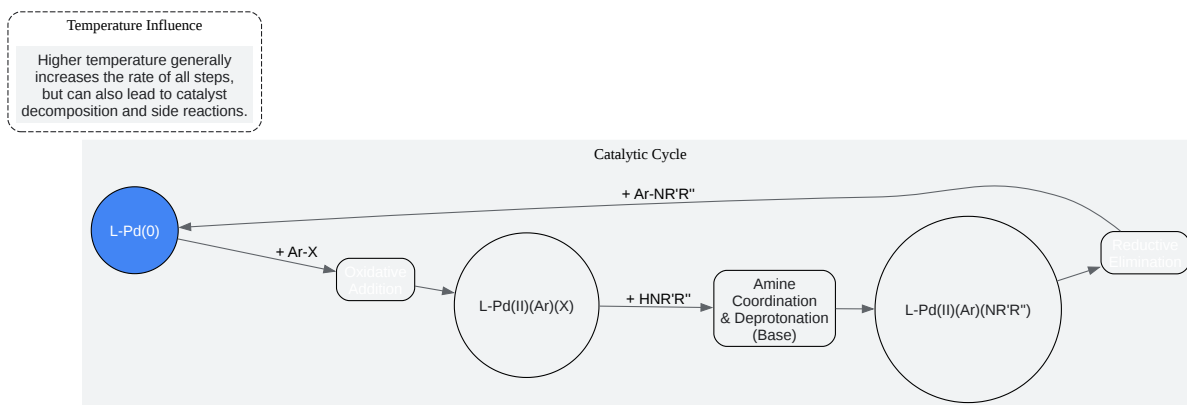 Temperature Influence
Higher temperature generally
increases the rate of all steps,
but can also lead to catalyst
decomposition and side reactions.
Catalytic Cycle
+ Ar-NR'R''
L-Pd(0)
+ Ar-X
Oxidative
Addition
L-Pd(II)(Ar)(X)
+ HNR'R''
Amine
Coordination
& Deprotonation
(Base)
L-Pd(II)(Ar)(NR'R'')
Reductive
Elimination